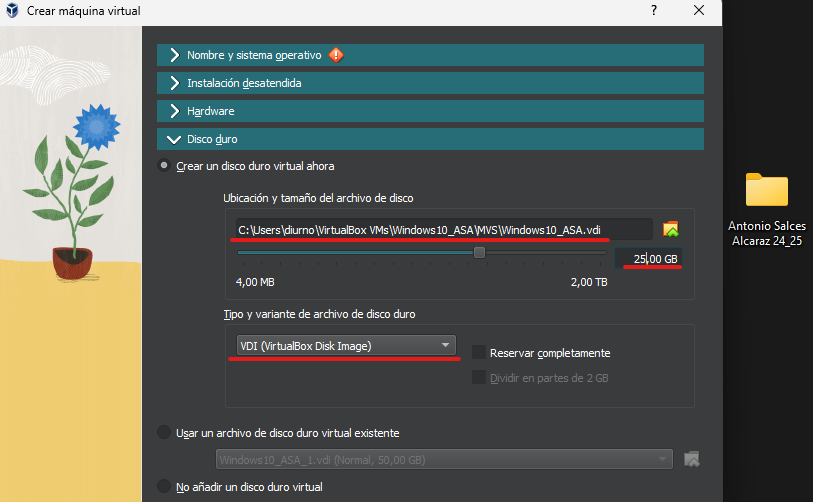 Crear máquina virtual
?
Nombre y sistema operativo
Instalación desatendida
Hardware
Disco duro
Crear un disco duro virtual ahora
Ubicación y tamaño del archivo de disco
C:\Users\diurno\VirtualBox VMs\Windows10_ASA\MVS\Windows10_ASA.vdi
25,00 GB
4,00 MB
2,00 TB
Tipo y variante de archivo de disco duro
VDI (VirtualBox Disk Image)
Reservar completamente
Dividir en partes de 2 GB
Usar un archivo de disco duro virtual existente
Windows10_ASA_1.vdi (Normal, 50,00 GB)
No añadir un disco duro virtual
Antonio Salces
Alcaraz 24_25